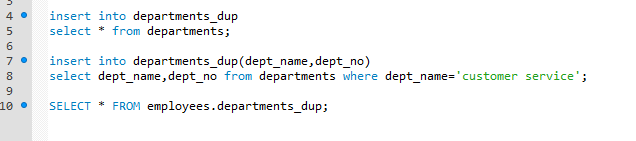 4 insert into departments_dup
5 select * from departments;
6
7 insert into departments_dup(dept_name,dept_no)
8 select dept_name,dept_no from departments where dept_name='customer service';
9
10 SELECT * FROM employees.departments_dup;